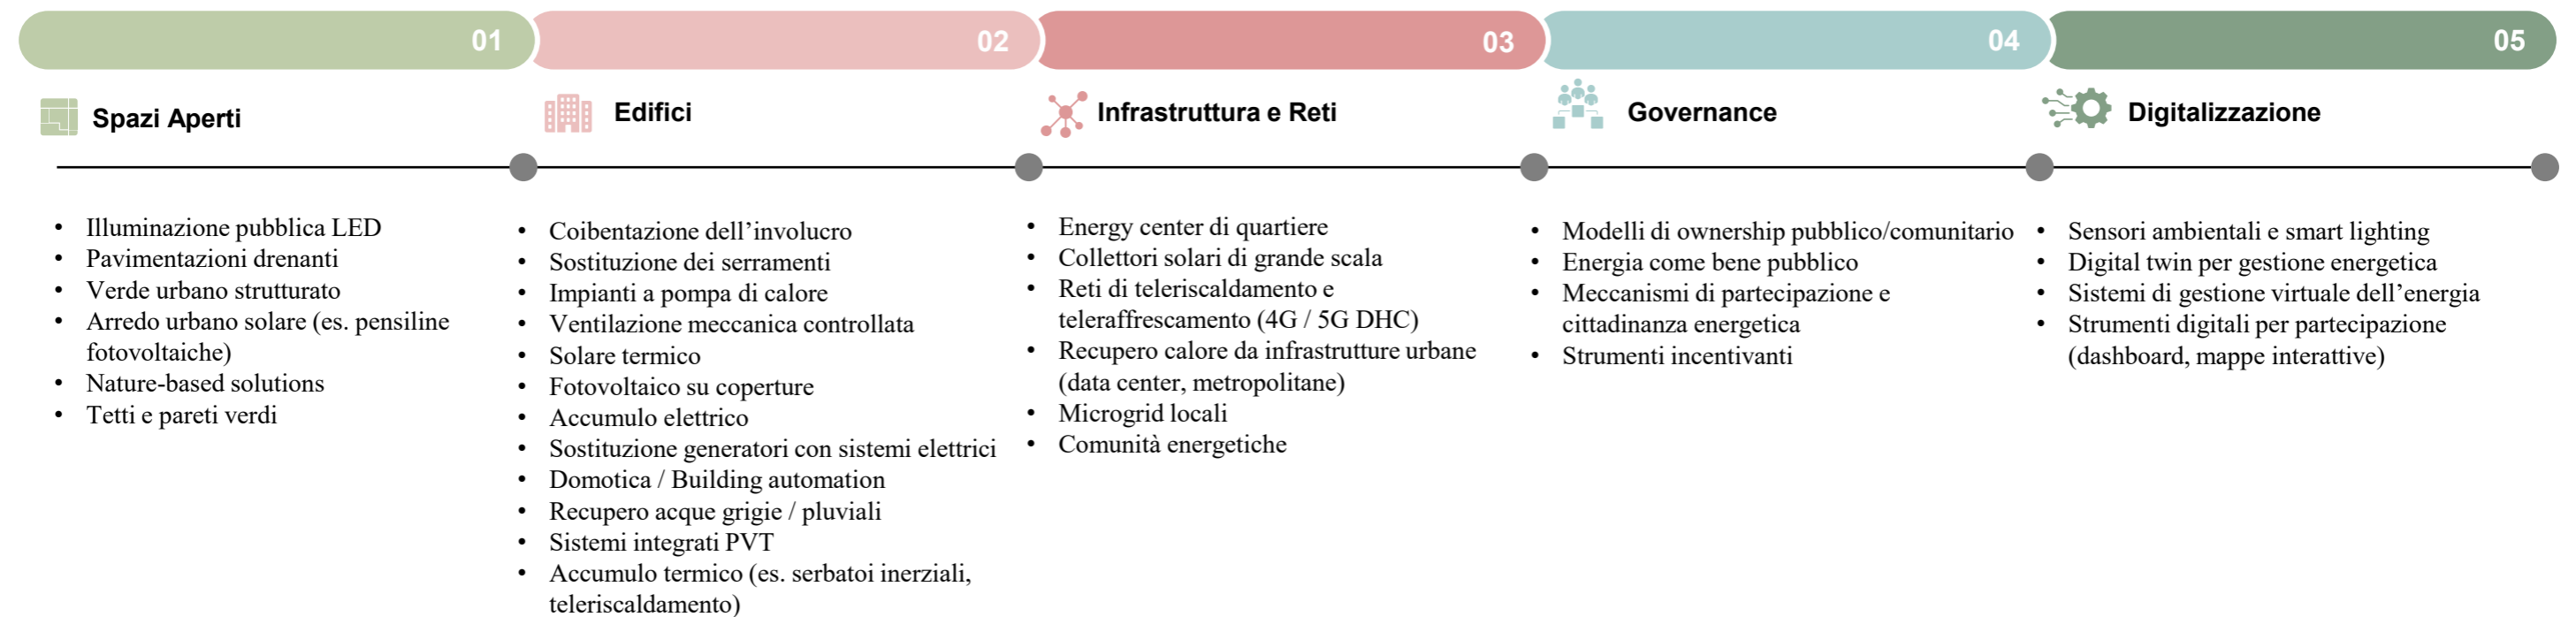 01
02
03
04
05
Spazi Aperti
• Illuminazione pubblica LED
• Pavimentazioni drenanti
• Verde urbano strutturato
• Arredo urbano solare (es. pensiline
fotovoltaiche)
• Nature-based solutions
• Tetti e pareti verdi
Edifici
• Coibentazione dell’involucro
• Sostituzione dei serramenti
• Impianti a pompa di calore
• Ventilazione meccanica controllata
• Solare termico
• Fotovoltaico su coperture
• Accumulo elettrico
• Sostituzione generatori con sistemi elettrici
• Domotica / Building automation
• Recupero acque grigie / pluviali
• Sistemi integrati PVT
• Accumulo termico (es. serbatoi inerziali,
teleriscaldamento)
Infrastruttura e Reti
• Energy center di quartiere
• Collettori solari di grande scala
• Reti di teleriscaldamento e
teleraffrescamento (4G / 5G DHC)
• Recupero calore da infrastrutture urbane
(data center, metropolitane)
• Microgrid locali
• Comunità energetiche
Governance
• Modelli di ownership pubblico/comunitario
• Energia come bene pubblico
• Meccanismi di partecipazione e
cittadinanza energetica
• Strumenti incentivanti
Digitalizzazione
• Sensori ambientali e smart lighting
• Digital twin per gestione energetica
• Sistemi di gestione virtuale dell’energia
• Strumenti digitali per partecipazione
(dashboard, mappe interattive)